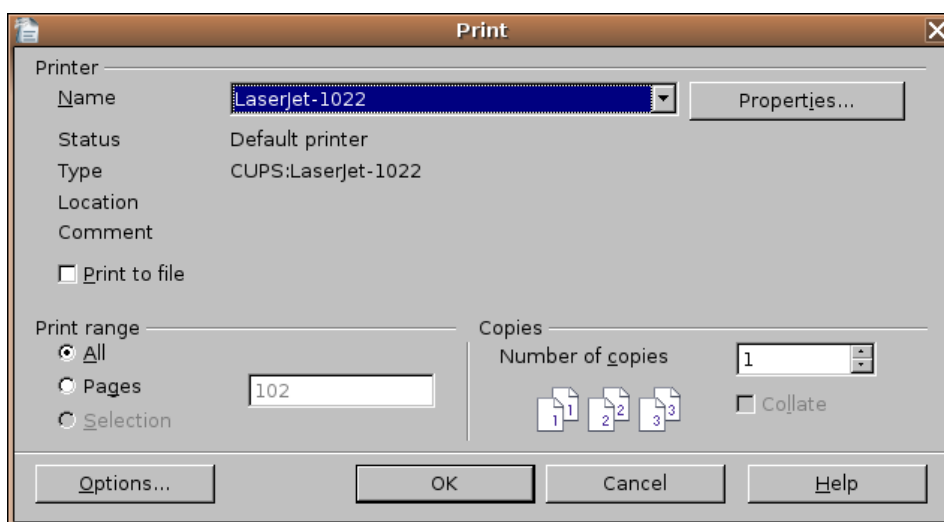 Print
Printer
Name LaserJet-1022 Properties...
Status Default printer
Type CUPS:LaserJet-1022
Location
Comment
Print to file
Print range
All
Pages 102
Selection
Copies
Number of copies 1
1 1 2 2 3 3
Collate
Options... OK Cancel Help